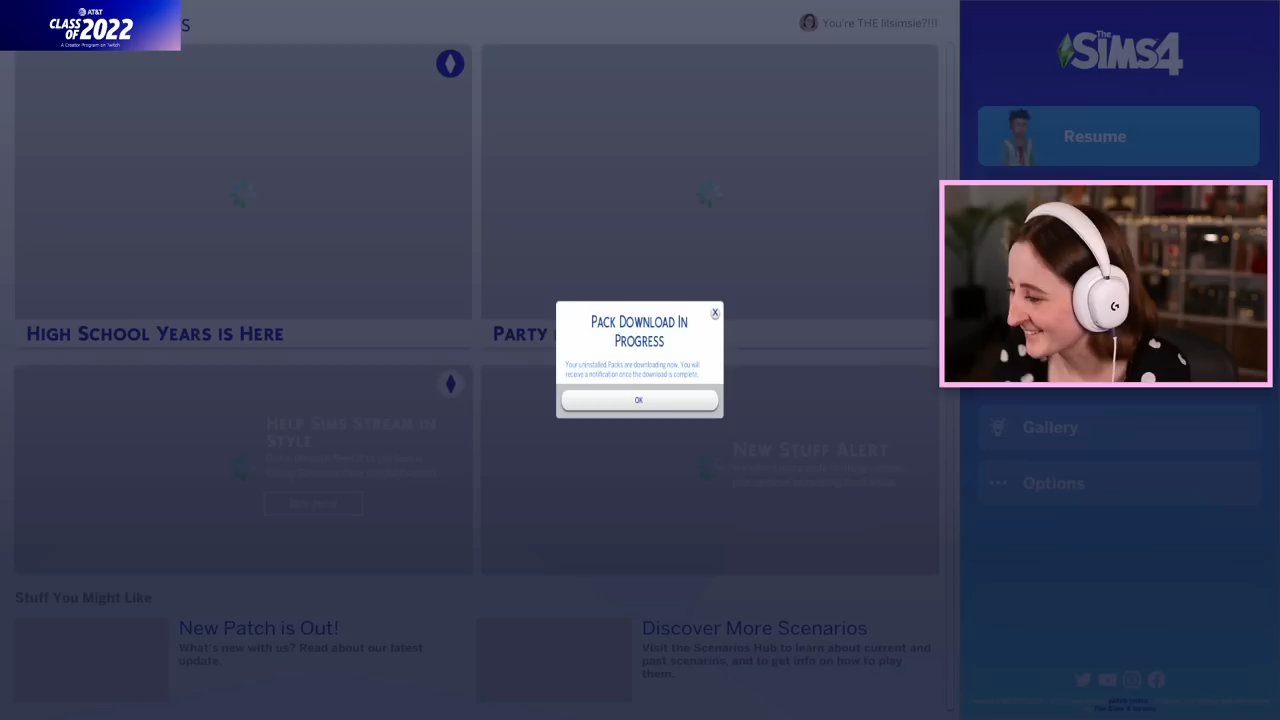 AT&T
CLASS
OF 2022
A Creator Program on Twitch
S
You're THE lilsimsie?!!!
The
SiMS4
Resume
HIGH SCHOOL YEARS IS HERE
PARTY
PACK DOWNLOAD IN
PROGRESS
X
Your uninstalled Packs are downloading now. You will
receive a notification once the download is complete.
OK
HELP SIMS STREAM IN
STYLE
NEW STUFF ALERT
Gallery
Options
Stuff You Might Like
New Patch is Out!
What's new with us? Read about our latest
update.
Discover More Scenarios
Visit the Scenarios Hub to learn about current and
past scenarios, and to get info on how to play
them.